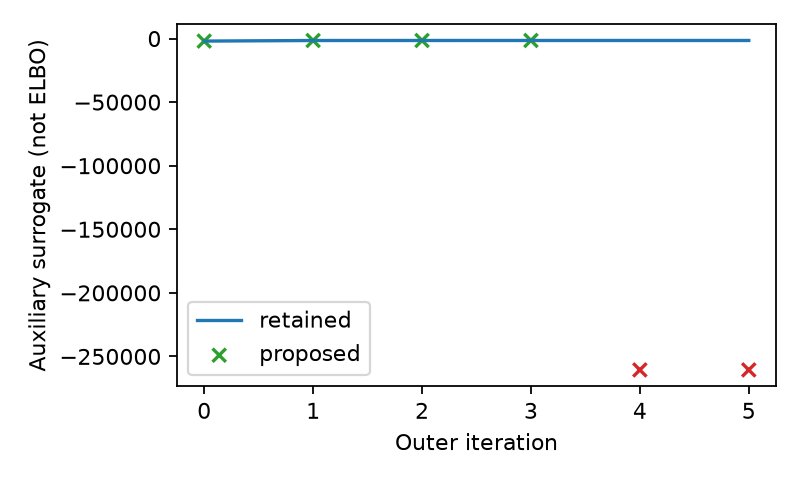 Auxiliary surrogate (not ELBO)
0
−50000
−100000
−150000
−200000
−250000
retained
proposed
0 1 2 3 4 5
Outer iteration